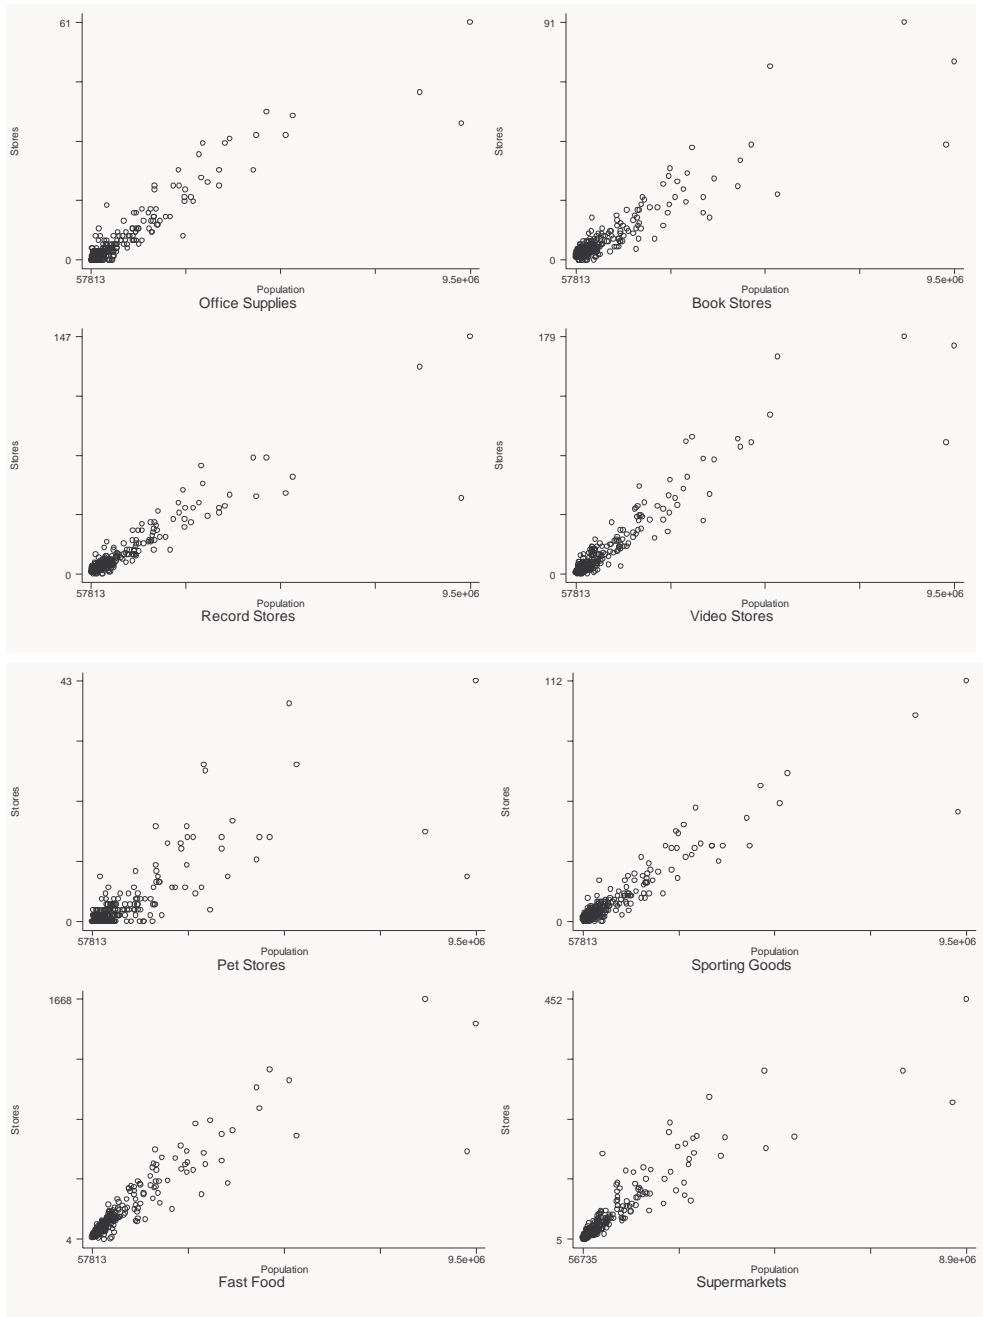 61
Stores
0
57813
9.5e+06
Population
Office Supplies
91
Stores
0
57813
9.5e+06
Population
Book Stores
147
Stores
0
57813
9.5e+06
Population
Record Stores
179
Stores
0
57813
9.5e+06
Population
Video Stores
43
Stores
0
57813
9.5e+06
Population
Pet Stores
112
Stores
0
57813
9.5e+06
Population
Sporting Goods
1668
Stores
4
57813
9.5e+06
Population
Fast Food
452
Stores
5
56735
8.9e+06
Population
Supermarkets